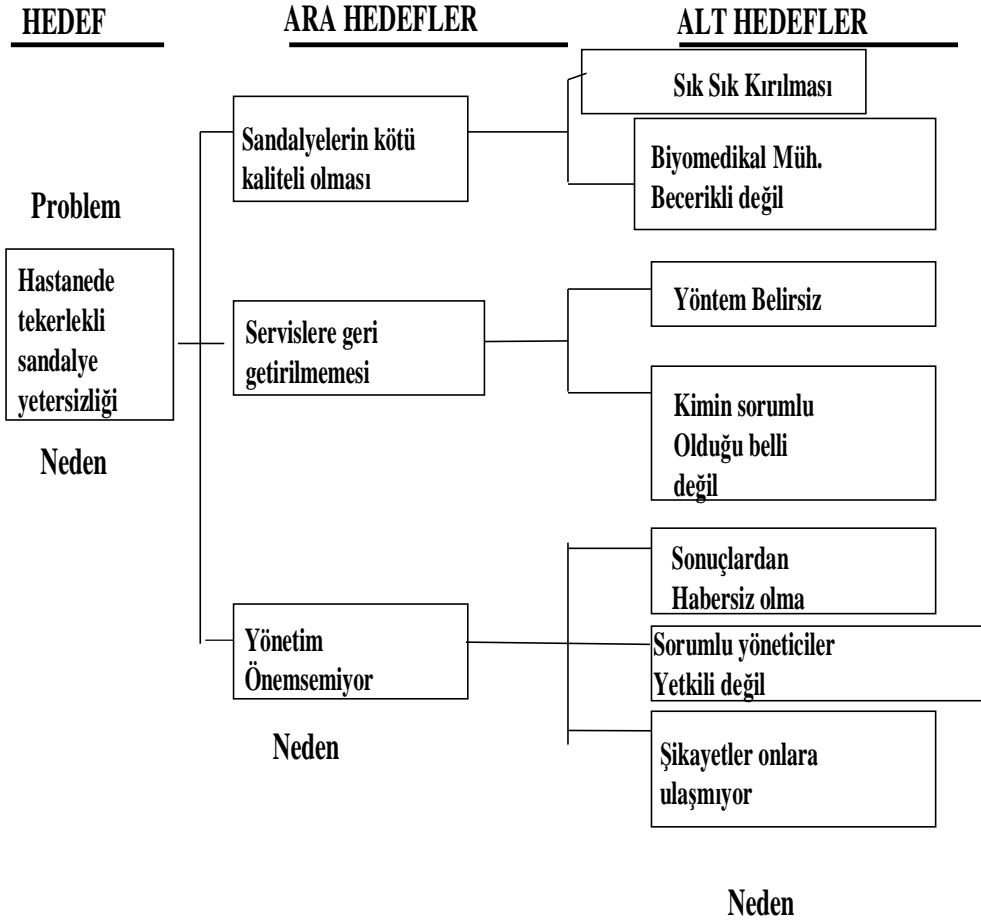 HEDEF
ARA HEDEFLER
ALT HEDEFLER
Problem
Hastanede
tekerlekli
sandalye
yetersizliği
Neden
Sandalyelerin kötü
kaliteli olması
Servislere geri
getirilmemesi
Yönetim
Önemsemiyor
Neden
Sık Sık Kırılması
Biyomedikal Müh.
Becerikli değil
Yöntem Belirsiz
Kimin sorumlu
Olduğu belli
değil
Sonuçlardan
Habersiz olma
Sorumlu yöneticiler
Yetkili değil
Şikayetler onlara
ulaşmıyor
Neden